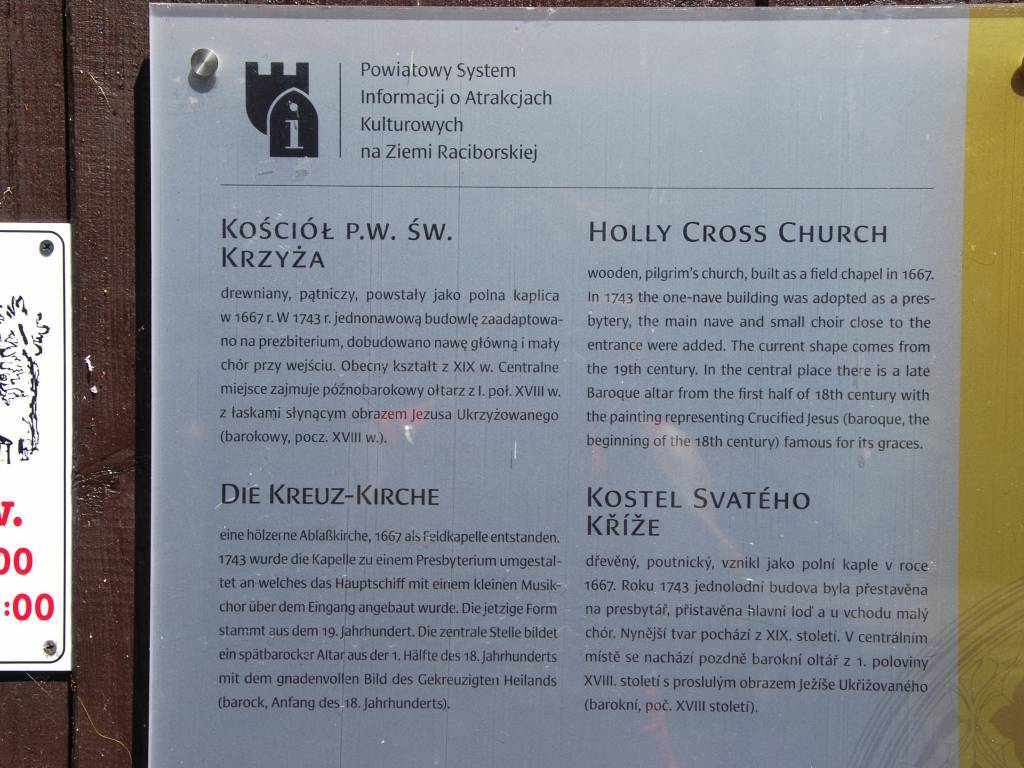 Powiatowy System
Informacji o Atrakcjach
Kulturowych
na Ziemi Raciborskiej
i
KOŚCIÓŁ P.W. ŚW.
KRZYŻA
drewniany, pątniczy, powstały jako polna kaplica
w 1667 r. W 1743 r. jednonawową budowlę zaadaptowa-
no na prezbiterium, dobudowano nawę główną i mały
chór przy wejściu. Obecny kształt z XIX w. Centralne
miejsce zajmuje późnobarokowy ołtarz z I. poł. XVIII w.
z łaskami słynącym obrazem Jezusa Ukrzyżowanego
(barokowy, pocz. XVIII w.).
HOLLY CROSS CHURCH
wooden, pilgrim's church, built as a field chapel in 1667.
In 1743 the one-nave building was adopted as a pres-
bytery, the main nave and small choir close to the
entrance were added. The current shape comes from
the 19th century. In the central place there is a late
Baroque altar from the first half of 18th century with
the painting representing Crucified Jesus (baroque, the
beginning of the 18th century) famous for its graces.
DIE KREUZ-KIRCHE
eine hölzerne Ablaßkirche, 1667 als Feldkapelle entstanden.
1743 wurde die Kapelle zu einem Presbyterium umgestal-
tet an welches das Hauptschiff mit einem kleinen Musik-
chor über dem Eingang angebaut wurde. Die jetzige Form
stammt aus dem 19. Jahrhundert. Die zentrale Stelle bildet
ein spätbarocker Altar aus der 1. Hälfte des 18. Jahrhunderts
mit dem gnadenvollen Bild des Gekreuzigten Heilands
(barock, Anfang des 18. Jahrhunderts).
KOSTEL SVATÉHO
KŘÍŽE
dřevěný, poutnický, vznikl jako polní kaple v roce
1667. Roku 1743 jednolodní budova byla přestavěna
na presbytář, přistavěna hlavní loď a u vchodu malý
chór. Nynější tvar pochází z XIX. století. V centrálním
místě se nachází pozdně barokní oltář z 1. poloviny
XVIII. století s proslulým obrazem Ježíše Ukřižovaného
(barokní, poč. XVIII století).
w.
00
:00